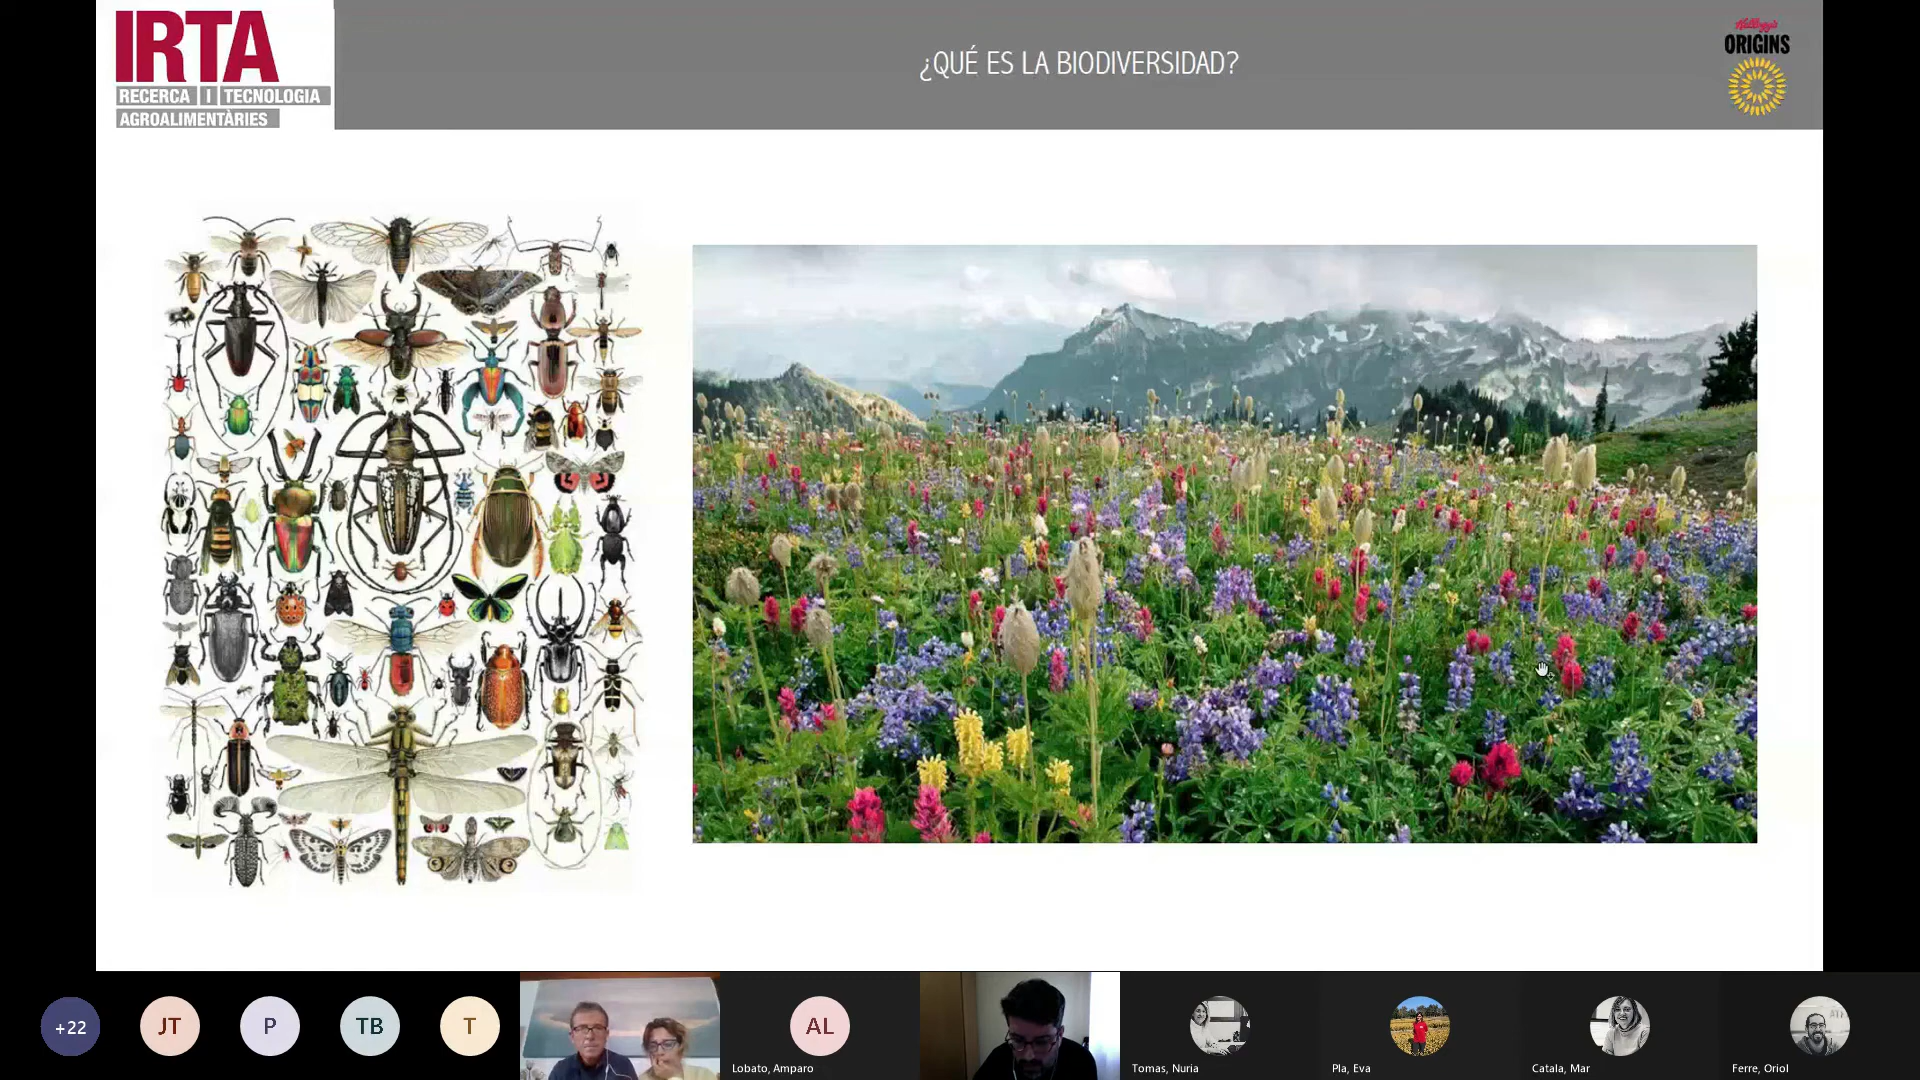 IRTA
RECERCA I TECNOLOGIA
AGROALIMENTÀRIES
¿QUÉ ES LA BIODIVERSIDAD?
Kellogg's
ORIGINS
+22
JT
P
TB
T
AL
Lobato, Amparo
Tomas, Nuria
Pla, Eva
Catala, Mar
Ferre, Oriol